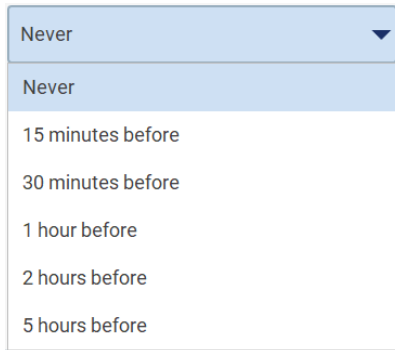 Never
Never
15 minutes before
30 minutes before
1 hour before
2 hours before
5 hours before